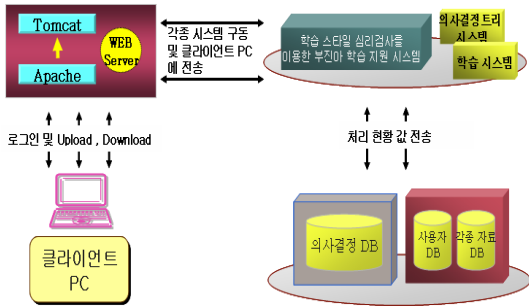 Tomcat
WEB
Server
Apache
각종 시스템 구동
및 클라이언트 PC
에 전송
학습 스타일 심리검사를
이용한 부진아 학습 지원 시스템
의사결정트리
시스템
학습 시스템
로그인 및 Upload , Download
처리 현황 값 전송
클라이언트
PC
의사결정 DB
사용자
DB
각종 자료
DB